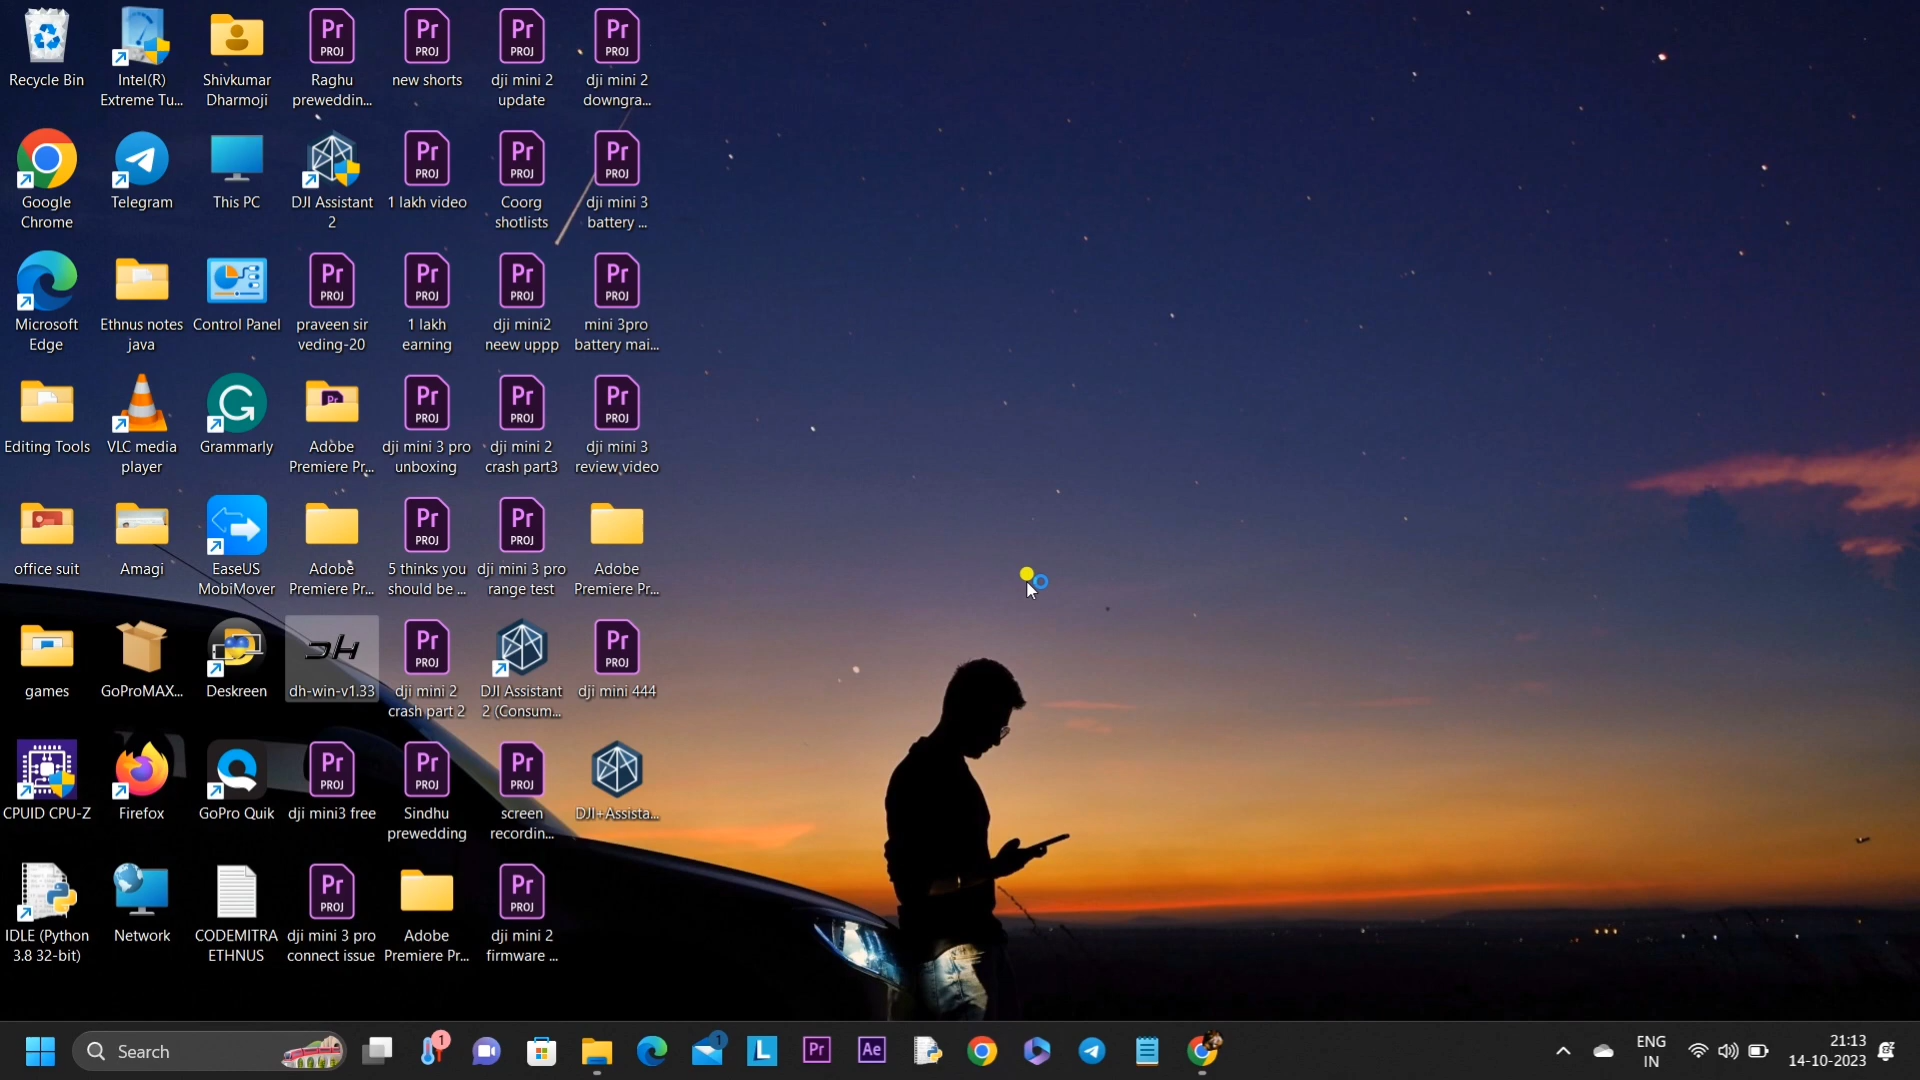 Recycle Bin
Intel(R)
Extreme Tu...
Shivkumar
Dharmoji
Pr
PROJ
Raghu
preweddin...
Pr
PROJ
new shorts
Pr
PROJ
dji mini 2
update
Pr
PROJ
dji mini 2
downgra...
Google
Chrome
Telegram
This PC
DJI Assistant
2
Pr
PROJ
1 lakh video
Pr
PROJ
Coorg
shotlists
Pr
PROJ
dji mini 3
battery ...
Microsoft
Edge
Ethnus notes
java
Control Panel
Pr
PROJ
praveen sir
veding-20
Pr
PROJ
1 lakh
earning
Pr
PROJ
dji mini2
neew uppp
Pr
PROJ
mini 3pro
battery mai...
Editing Tools
VLC media
player
Grammarly
Pr
Adobe
Premiere Pr...
Pr
PROJ
dji mini 3 pro
unboxing
Pr
PROJ
dji mini 2
crash part3
Pr
PROJ
dji mini 3
review video
office suit
Amagi
EaseUS
MobiMover
Adobe
Premiere Pr...
Pr
PROJ
5 thinks you
should be ...
Pr
PROJ
dji mini 3 pro
range test
Adobe
Premiere Pr...
games
GoProMAX...
Deskreen
dh-win-v1.33
Pr
PROJ
dji mini 2
crash part 2
DJI Assistant
2 (Consum...
Pr
PROJ
dji mini 444
CPUID CPU-Z
Firefox
GoPro Quik
Pr
PROJ
dji mini3 free
Pr
PROJ
Sindhu
prewedding
Pr
PROJ
screen
recordin...
DJI+Assista...
IDLE (Python
3.8 32-bit)
Network
CODEMITRA
ETHNUS
Pr
PROJ
dji mini 3 pro
connect issue
Adobe
Premiere Pr...
Pr
PROJ
dji mini 2
firmware ...
Search
1
1
L
Pr
Ae
ENG
IN
21:13
14-10-2023